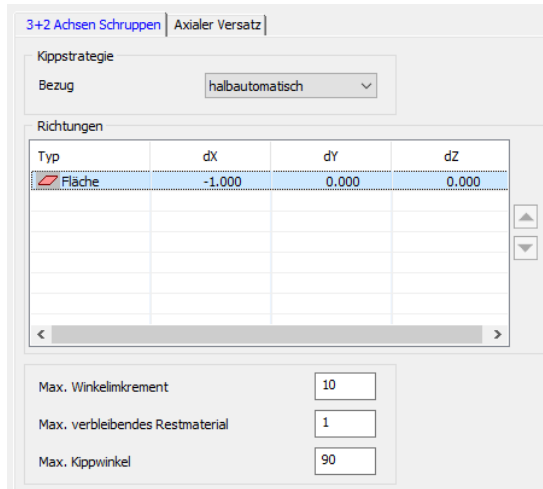 3+2 Achsen Schruppen Axialer Versatz
Kippstrategie
Bezug halbautomatisch
Richtungen
Typ dX dY dZ
Fläche -1.000 0.000 0.000
Max. Winkelimkrement 10
Max. verbleibendes Restmaterial 1
Max. Kippwinkel 90